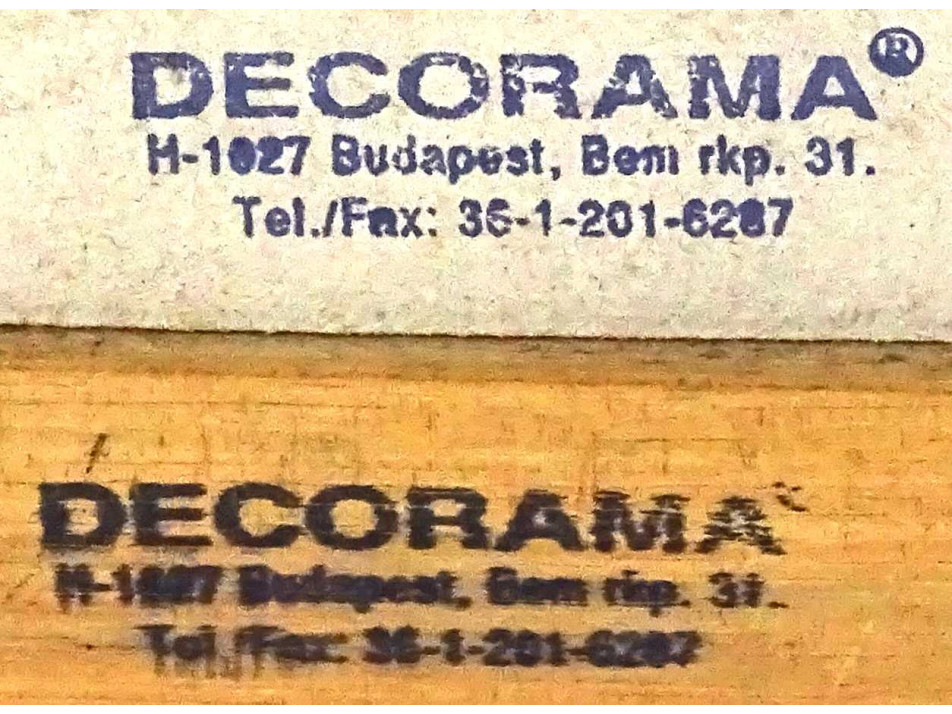 DECORAMA®
H-1027 Budapest, Bem rkp. 31.
Tel./Fax: 36-1-201-6287
DECORAMA
H-1027 Budapest, Bem rkp. 31.
Tel./Fax: 36-1-201-6287